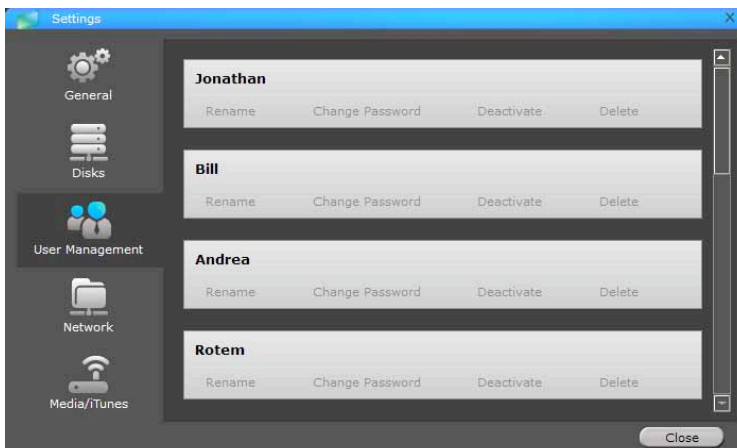 Settings
X
General
Disks
User Management
Network
Media/iTunes
Jonathan
Rename Change Password Deactivate Delete
Bill
Rename Change Password Deactivate Delete
Andrea
Rename Change Password Deactivate Delete
Rotem
Rename Change Password Deactivate Delete
Close